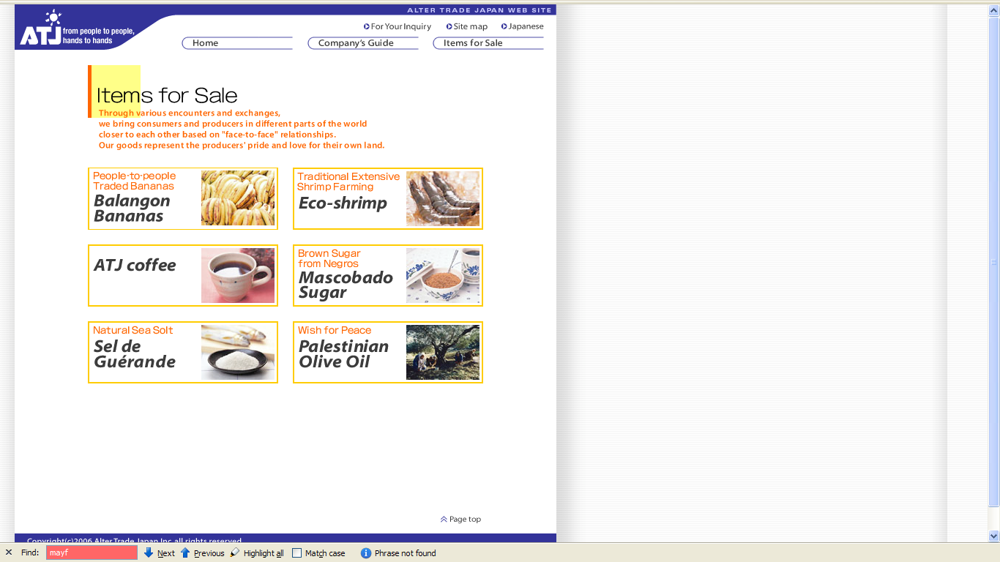 ALTER TRADE JAPAN WEB SITE
ATJ
from people to people,
hands to hands
For Your Inquiry
Site map
Japanese
Home
Company's Guide
Items for Sale
Items for Sale
Through various encounters and exchanges,
we bring consumers and producers in different parts of the world
closer to each other based on "face-to-face" relationships.
Our goods represent the producers' pride and love for their own land.
People-to-people
Traded Bananas
Balangon
Bananas
Traditional Extensive
Shrimp Farming
Eco-shrimp
ATJ coffee
Brown Sugar
from Negros
Mascobado
Sugar
Natural Sea Solt
Sel de
Guérande
Wish for Peace
Palestinian
Olive Oil
Page top
Copyright(c)2006 Alter Trade Japan Inc,all rights reserved
Find: mayf Next Previous Highlight all Match case Phrase not found